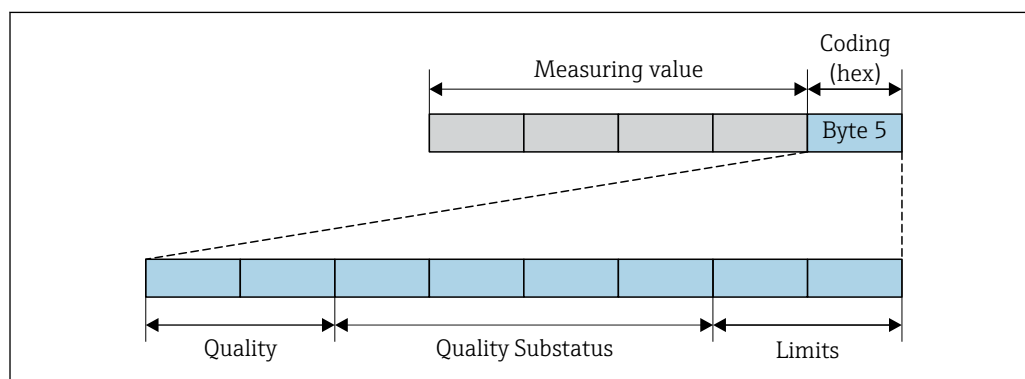 Measuring value
Coding
(hex)
Byte 5
Quality
Quality Substatus
Limits